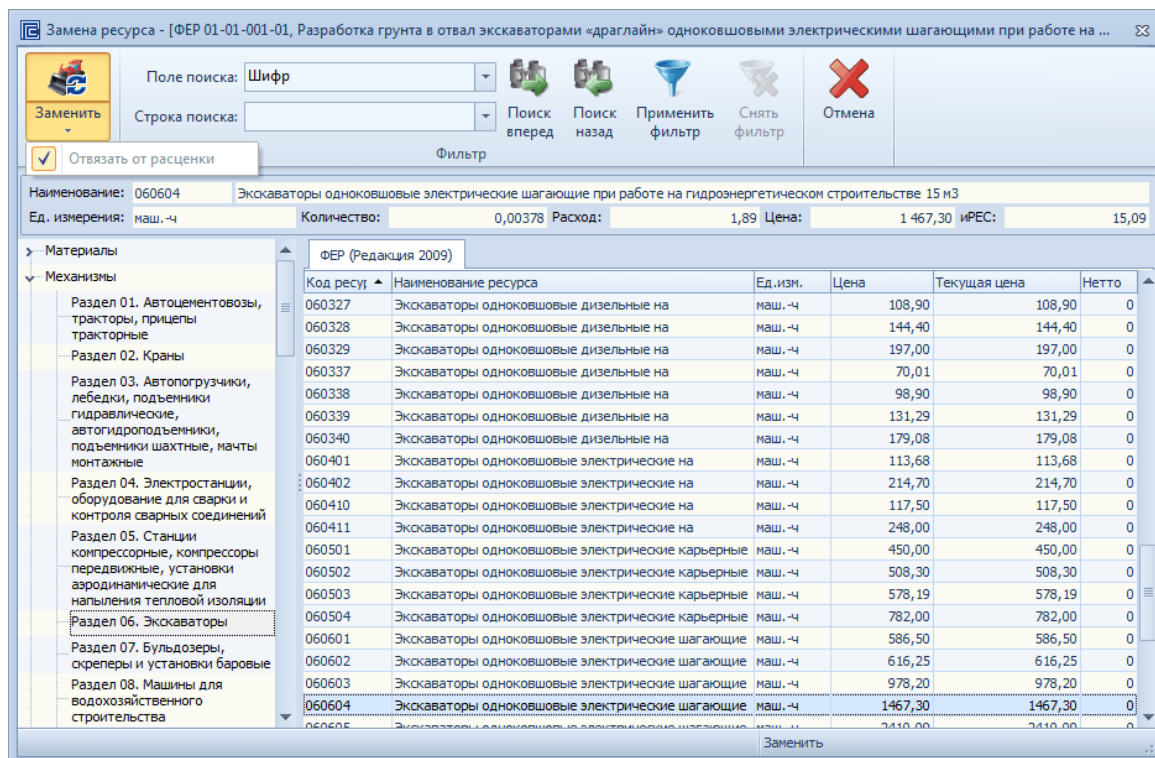 Замена ресурса - [ФЕР 01-01-001-01, Разработка грунта в отвал экскаваторами «драглайн» одноковшовыми электрическими шагающими при работе на ...
Заменить
Поле поиска: Шифр
Строка поиска:
Поиск вперед
Поиск назад
Применить фильтр
Снять фильтр
Отмена
Фильтр
Отвязать от расценки
Наименование: 060604 Экскаваторы одноковшовые электрические шагающие при работе на гидроэнергетическом строительстве 15 м3
Ед. измерения: маш.-ч Количество: 0,00378 Расход: 1,89 Цена: 1 467,30 иРЕС: 15,09
Материалы
Механизмы
Раздел 01. Автоцементовозы,
тракторы, прицепы
тракторные
Раздел 02. Краны
Раздел 03. Автопогрузчики,
лебедки, подъемники
гидравлические,
автогидроподъемники,
подъемники шахтные, мачты
монтажные
Раздел 04. Электростанции,
оборудование для сварки и
контроля сварных соединений
Раздел 05. Станции
компрессорные, компрессоры
передвижные, установки
аэродинамические для
напыления тепловой изоляции
Раздел 06. Экскаваторы
Раздел 07. Бульдозеры,
скреперы и установки баровые
Раздел 08. Машины для
водохозяйственного
строительства
ФЕР (Редакция 2009)
Код ресур Наименование ресурса Ед.изм. Цена Текущая цена Нетто
060327 Экскаваторы одноковшовые дизельные на маш.-ч 108,90 108,90 0
060328 Экскаваторы одноковшовые дизельные на маш.-ч 144,40 144,40 0
060329 Экскаваторы одноковшовые дизельные на маш.-ч 197,00 197,00 0
060337 Экскаваторы одноковшовые дизельные на маш.-ч 70,01 70,01 0
060338 Экскаваторы одноковшовые дизельные на маш.-ч 98,90 98,90 0
060339 Экскаваторы одноковшовые дизельные на маш.-ч 131,29 131,29 0
060340 Экскаваторы одноковшовые дизельные на маш.-ч 179,08 179,08 0
060401 Экскаваторы одноковшовые электрические на маш.-ч 113,68 113,68 0
060402 Экскаваторы одноковшовые электрические на маш.-ч 214,70 214,70 0
060410 Экскаваторы одноковшовые электрические на маш.-ч 117,50 117,50 0
060411 Экскаваторы одноковшовые электрические на маш.-ч 248,00 248,00 0
060501 Экскаваторы одноковшовые электрические карьерные маш.-ч 450,00 450,00 0
060502 Экскаваторы одноковшовые электрические карьерные маш.-ч 508,30 508,30 0
060503 Экскаваторы одноковшовые электрические карьерные маш.-ч 578,19 578,19 0
060504 Экскаваторы одноковшовые электрические карьерные маш.-ч 782,00 782,00 0
060601 Экскаваторы одноковшовые электрические шагающие маш.-ч 586,50 586,50 0
060602 Экскаваторы одноковшовые электрические шагающие маш.-ч 616,25 616,25 0
060603 Экскаваторы одноковшовые электрические шагающие маш.-ч 978,20 978,20 0
060604 Экскаваторы одноковшовые электрические шагающие маш.-ч 1467,30 1467,30 0
Заменить